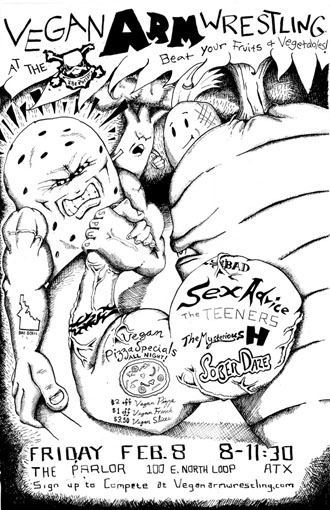 VEGAN ARM WRESTLING
AT THE
Beat your Fruits & Vegetables!
BAD
Sex Advice
THE TEENERS
The Mysterious H
SOBER DAZE
Vegan
Pizza Specials
ALL NIGHT!
$2 off Vegan Pizza
$1 off Vegan
$2.50 Vegan Slice
FRIDAY FEB. 8 8-11:30
THE PARLOR 100 E. NORTH LOOP ATX
Sign up to Compete at Veganarmwrestling.com